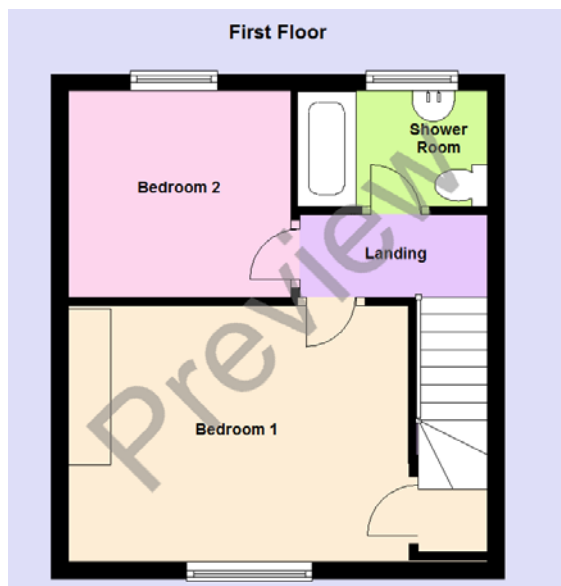 First Floor
Shower
Room
Bedroom 2
Landing
Bedroom 1
Preview